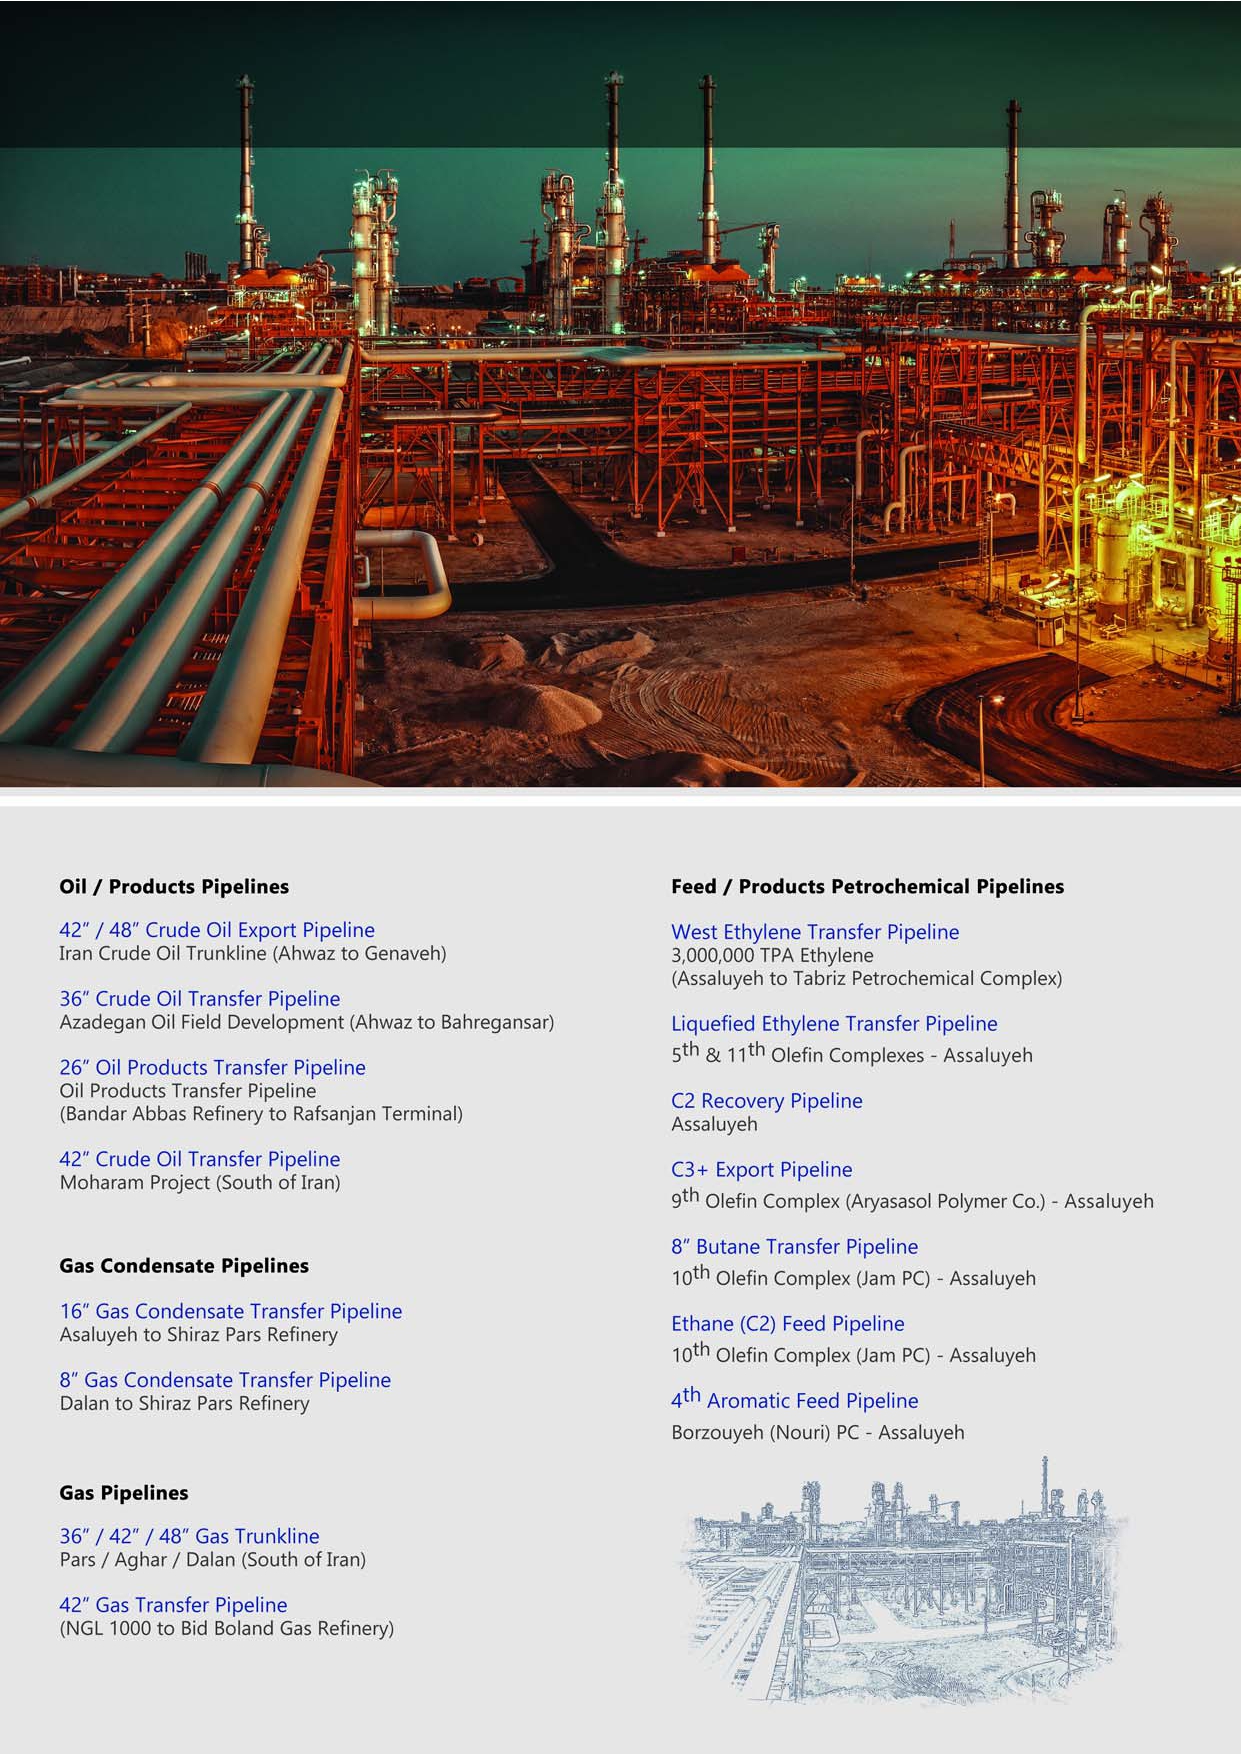 Oil / Products Pipelines
42” / 48” Crude Oil Export Pipeline
Iran Crude Oil Trunkline (Ahwaz to Genaveh)
36” Crude Oil Transfer Pipeline
Azadegan Oil Field Development (Ahwaz to Bahregansar)
26” Oil Products Transfer Pipeline
Oil Products Transfer Pipeline
(Bandar Abbas Refinery to Rafsanjan Terminal)
42” Crude Oil Transfer Pipeline
Moharam Project (South of Iran)
Gas Condensate Pipelines
16” Gas Condensate Transfer Pipeline
Asaluyeh to Shiraz Pars Refinery
8” Gas Condensate Transfer Pipeline
Dalan to Shiraz Pars Refinery
Gas Pipelines
36” / 42” / 48” Gas Trunkline
Pars / Aghar / Dalan (South of Iran)
42” Gas Transfer Pipeline
(NGL 1000 to Bid Boland Gas Refinery)
Feed / Products Petrochemical Pipelines
West Ethylene Transfer Pipeline
3,000,000 TPA Ethylene
(Assaluyeh to Tabriz Petrochemical Complex)
Liquefied Ethylene Transfer Pipeline
5th & 11th Olefin Complexes - Assaluyeh
C2 Recovery Pipeline
Assaluyeh
C3+ Export Pipeline
9th Olefin Complex (Aryasasol Polymer Co.) - Assaluyeh
8” Butane Transfer Pipeline
10th Olefin Complex (Jam PC) - Assaluyeh
Ethane (C2) Feed Pipeline
10th Olefin Complex (Jam PC) - Assaluyeh
4th Aromatic Feed Pipeline
Borzouyeh (Nouri) PC - Assaluyeh